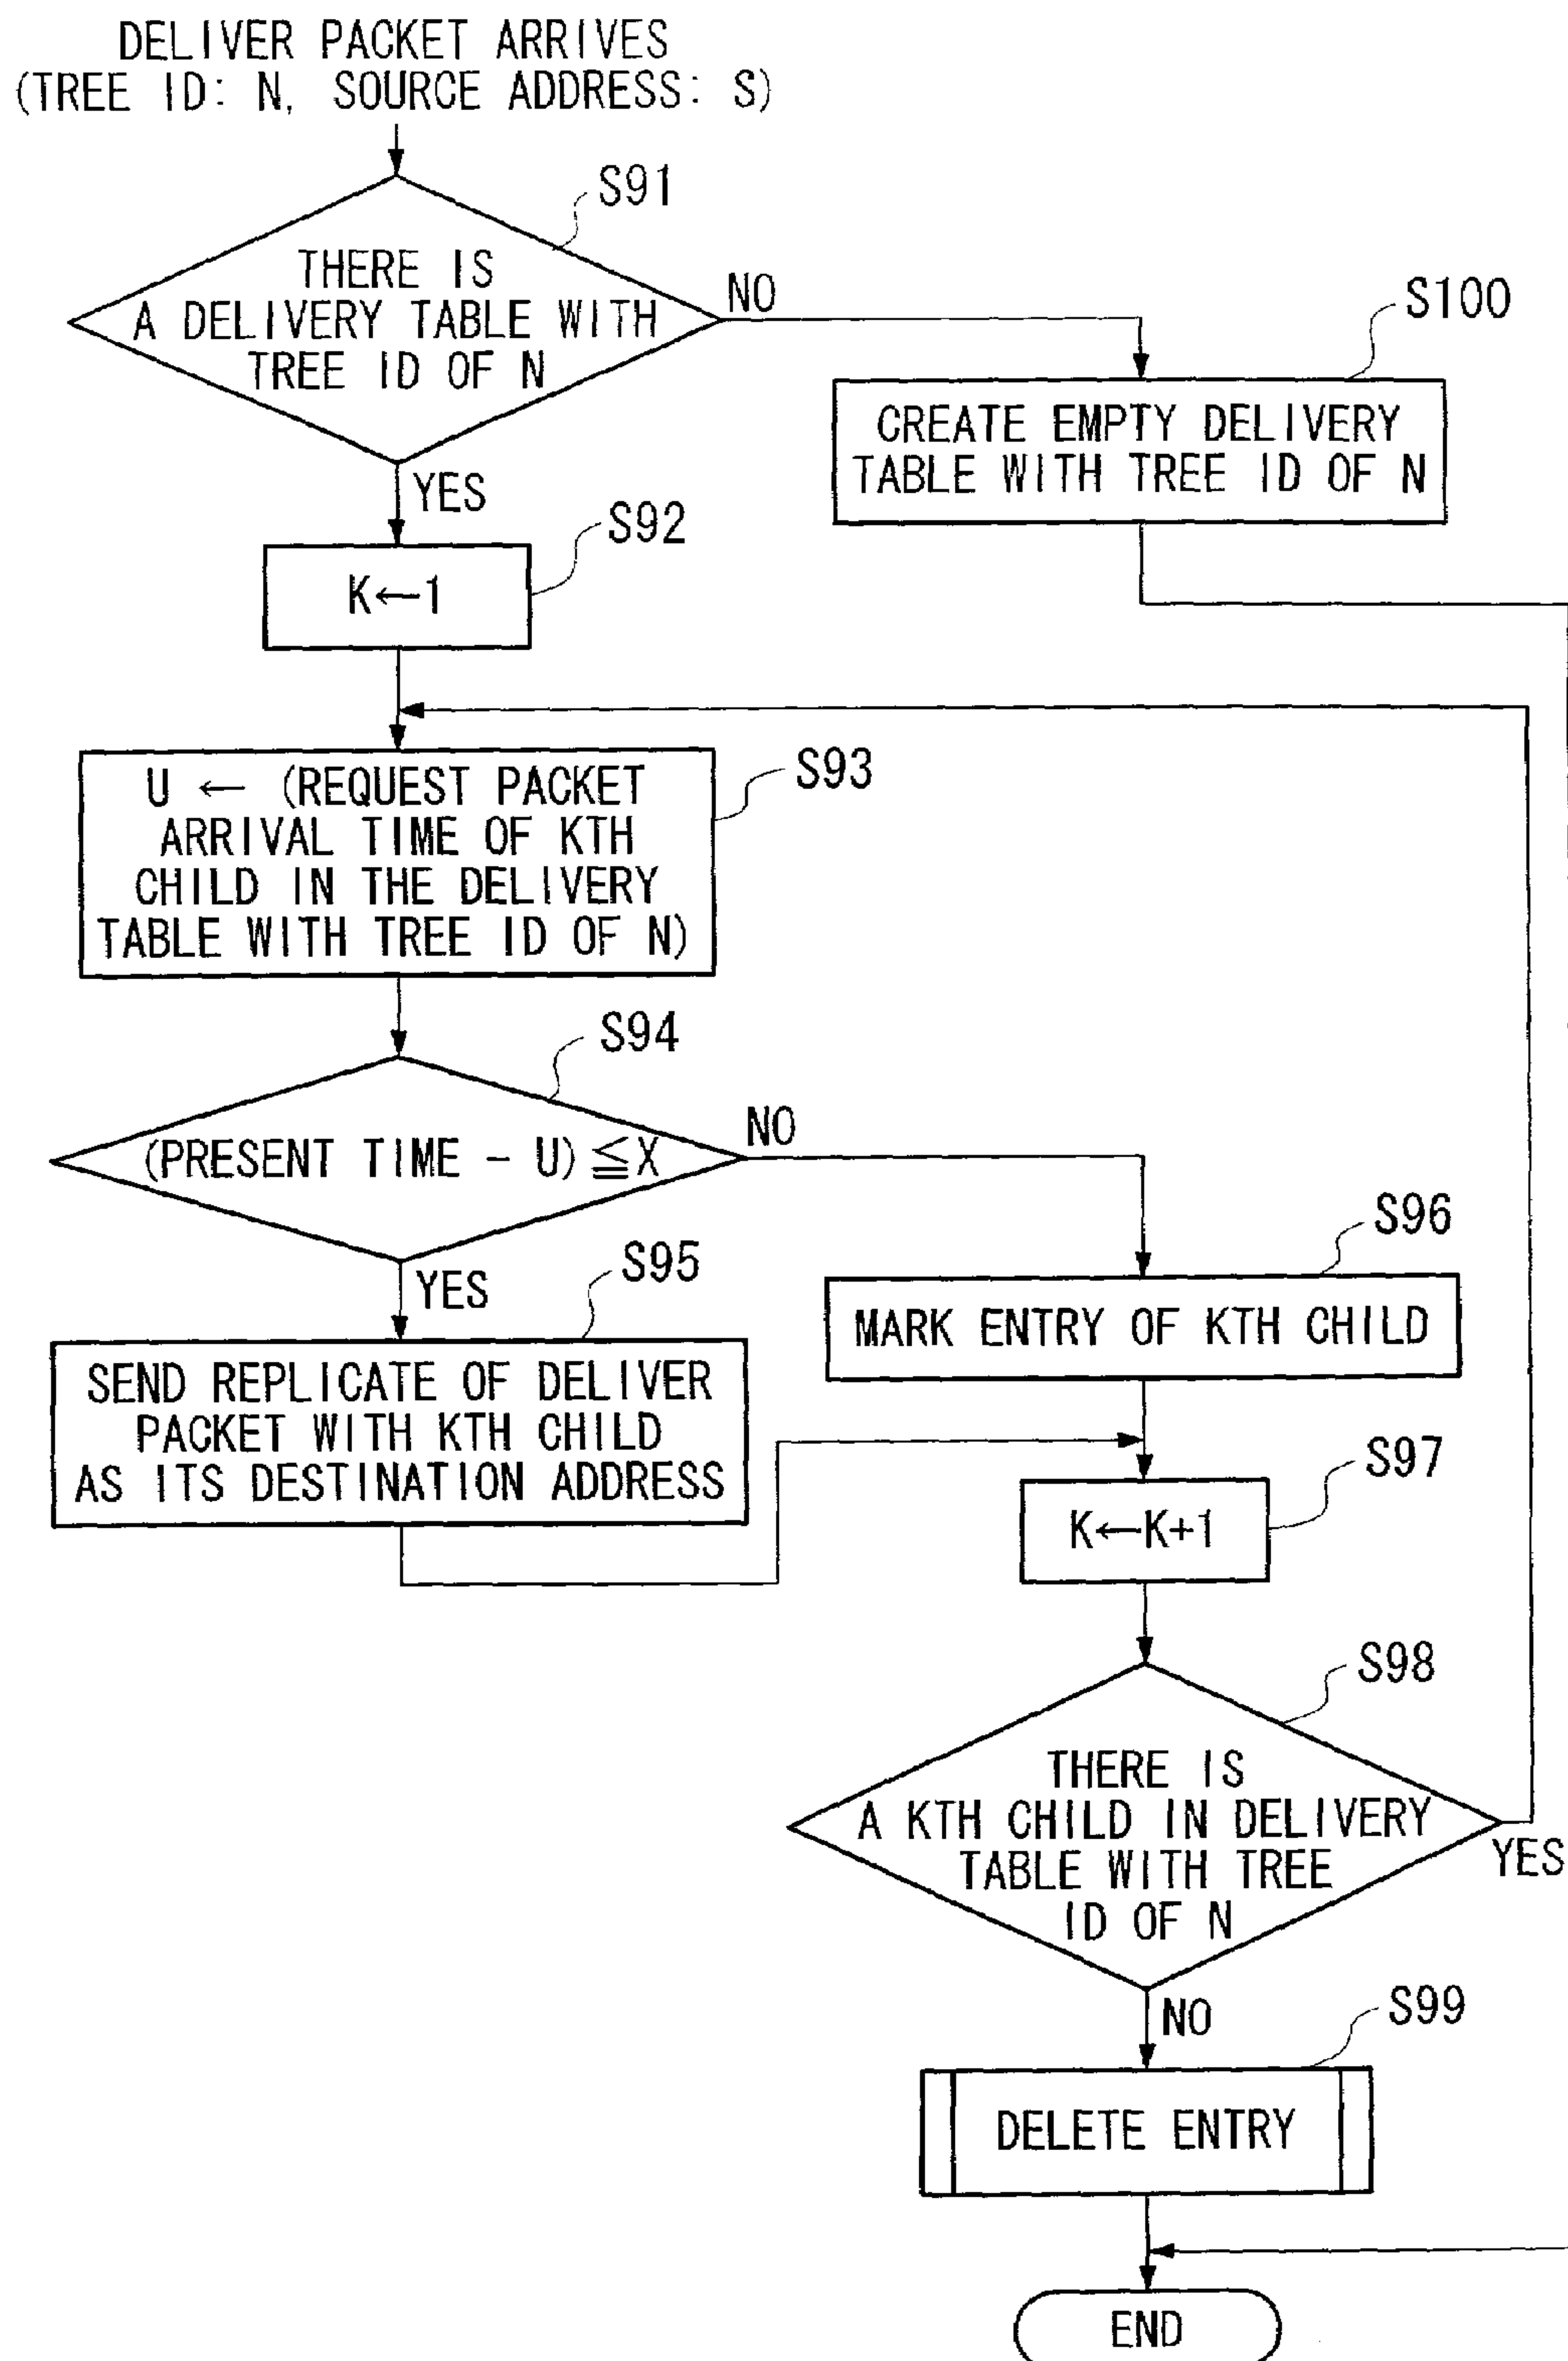 DELIVER PACKET ARRIVES
(TREE ID: N, SOURCE ADDRESS: S)
S91
THERE IS
A DELIVERY TABLE WITH
TREE ID OF N
NO
S100
CREATE EMPTY DELIVERY
TABLE WITH TREE ID OF N
YES
S92
K←1
S93
U ← (REQUEST PACKET
ARRIVAL TIME OF KTH
CHILD IN THE DELIVERY
TABLE WITH TREE ID OF N)
S94
(PRESENT TIME - U) ≦X
NO
YES
S95
SEND REPLICATE OF DELIVER
PACKET WITH KTH CHILD
AS ITS DESTINATION ADDRESS
S96
MARK ENTRY OF KTH CHILD
S97
K←K+1
S98
THERE IS
A KTH CHILD IN DELIVERY
TABLE WITH TREE
ID OF N
YES
NO
S99
DELETE ENTRY
END